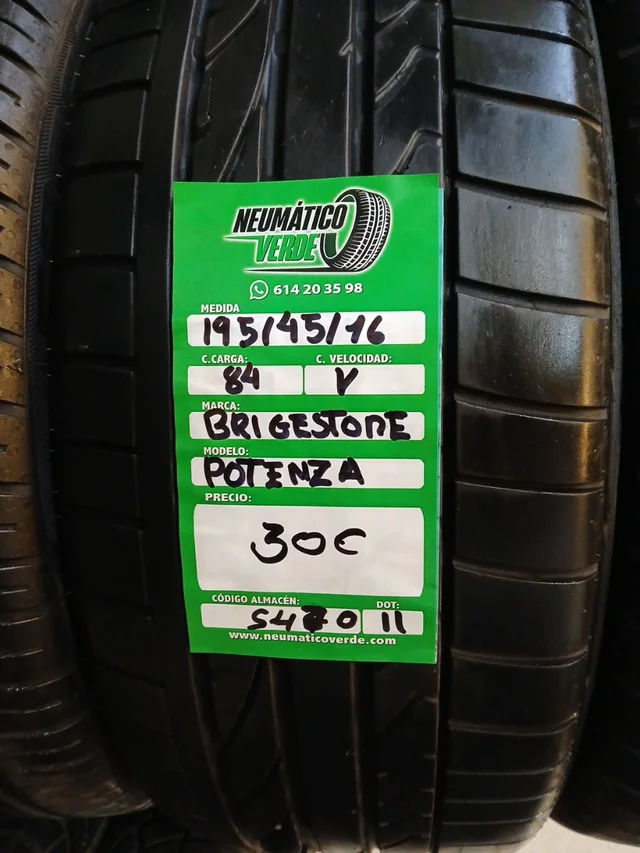 NEUMÁTICO
VERDE
614 20 35 98
MEDIDA
195/45/16
C.CARGA: C. VELOCIDAD:
84 V
MARCA:
BRIGESTONE
MODELO:
POTENZA
PRECIO:
30€
CÓDIGO ALMACÉN: DOT:
5470 11
www.neumaticoverde.com